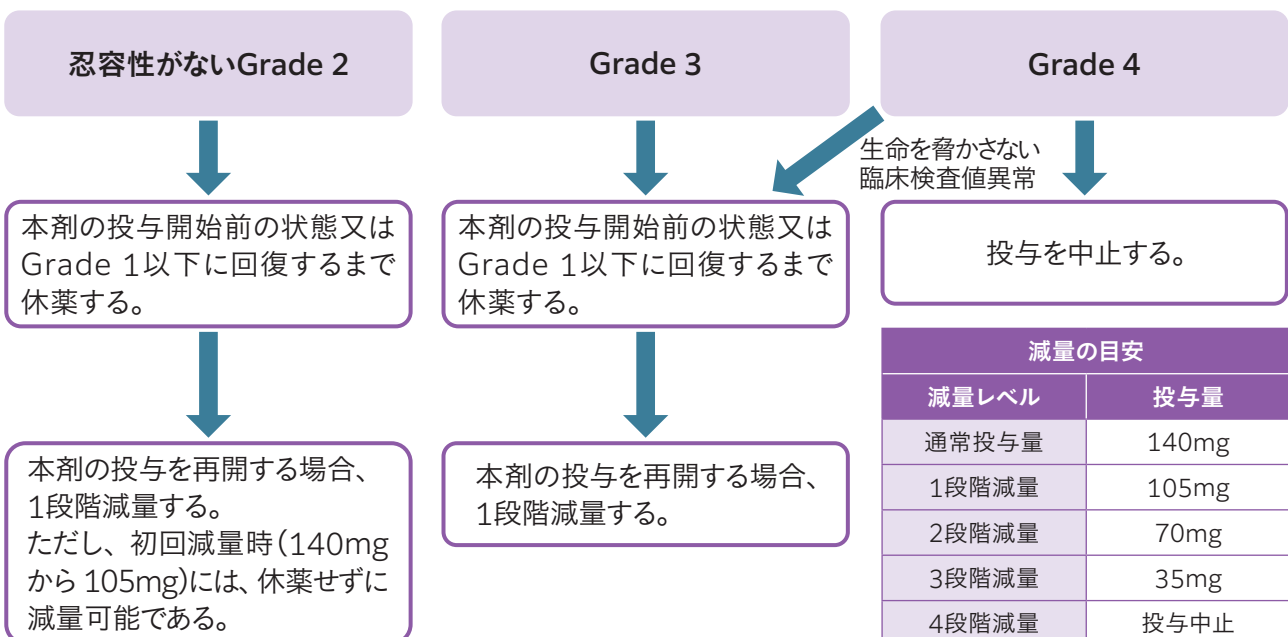 忍容性がないGrade 2
Grade 3
Grade 4
生命を脅かさない
臨床検査値異常
本剤の投与開始前の状態又は
Grade 1以下に回復するまで
休薬する。
本剤の投与開始前の状態又は
Grade 1以下に回復するまで
休薬する。
投与を中止する。
本剤の投与を再開する場合、
1段階減量する。
ただし、初回減量時(140mg
から 105mg)には、休薬せずに
減量可能である。
本剤の投与を再開する場合、
1段階減量する。
減量の目安
減量レベル 投与量
通常投与量 140mg
1段階減量 105mg
2段階減量 70mg
3段階減量 35mg
4段階減量 投与中止